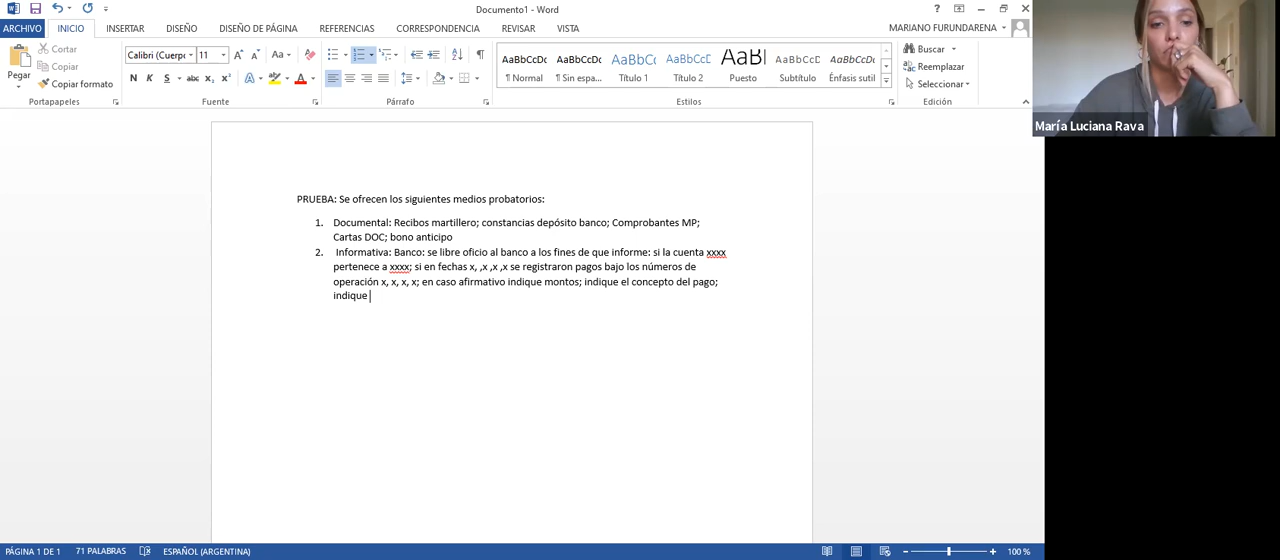 Documento1 - Word
ARCHIVO INICIO INSERTAR DISEÑO DISEÑO DE PÁGINA REFERENCIAS CORRESPONDENCIA REVISAR VISTA MARIANO FURUNDARENA
Pegar
Cortar
Copiar
Copiar formato
Portapapeles
Calibri (Cuerpo 11
N K S abc x₂ x²
Fuente
Párrafo
AaBbCcDc AaBbCcDc AaBbCc AaBbCcD AaBl AaBbCcD AaBbCcDc
¶ Normal ¶ Sin espa... Título 1 Título 2 Puesto Subtítulo Énfasis sutil
Estilos
Buscar
Reemplazar
Seleccionar
Edición
María Luciana Rava
PRUEBA: Se ofrecen los siguientes medios probatorios:
1. Documental: Recibos martillero; constancias depósito banco; Comprobantes MP;
Cartas DOC; bono anticipo
2. Informativa: Banco: se libre oficio al banco a los fines de que informe: si la cuenta xxxx
pertenece a xxxx; si en fechas x, ,x ,x ,x se registraron pagos bajo los números de
operación x, x, x, x; en caso afirmativo indique montos; indique el concepto del pago;
indique
PÁGINA 1 DE 1 71 PALABRAS ESPAÑOL (ARGENTINA) 100 %